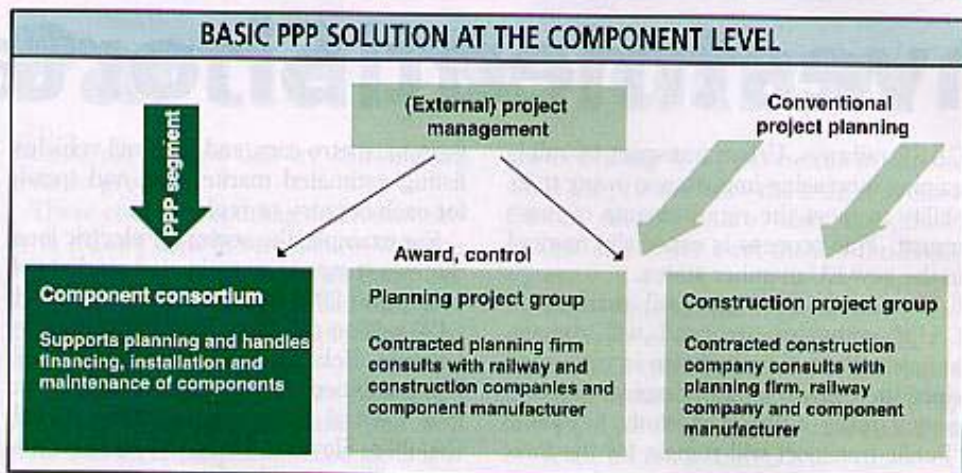 BASIC PPP SOLUTION AT THE COMPONENT LEVEL
PPP segment
(External) project
management
Conventional
project planning
Award, control
Component consortium
Supports planning and handles
financing, installation and
maintenance of components
Planning project group
Contracted planning firm
consults with railway and
construction companies and
component manufacturer
Construction project group
Contracted construction
company consults with
planning firm, railway
company and component
manufacturer